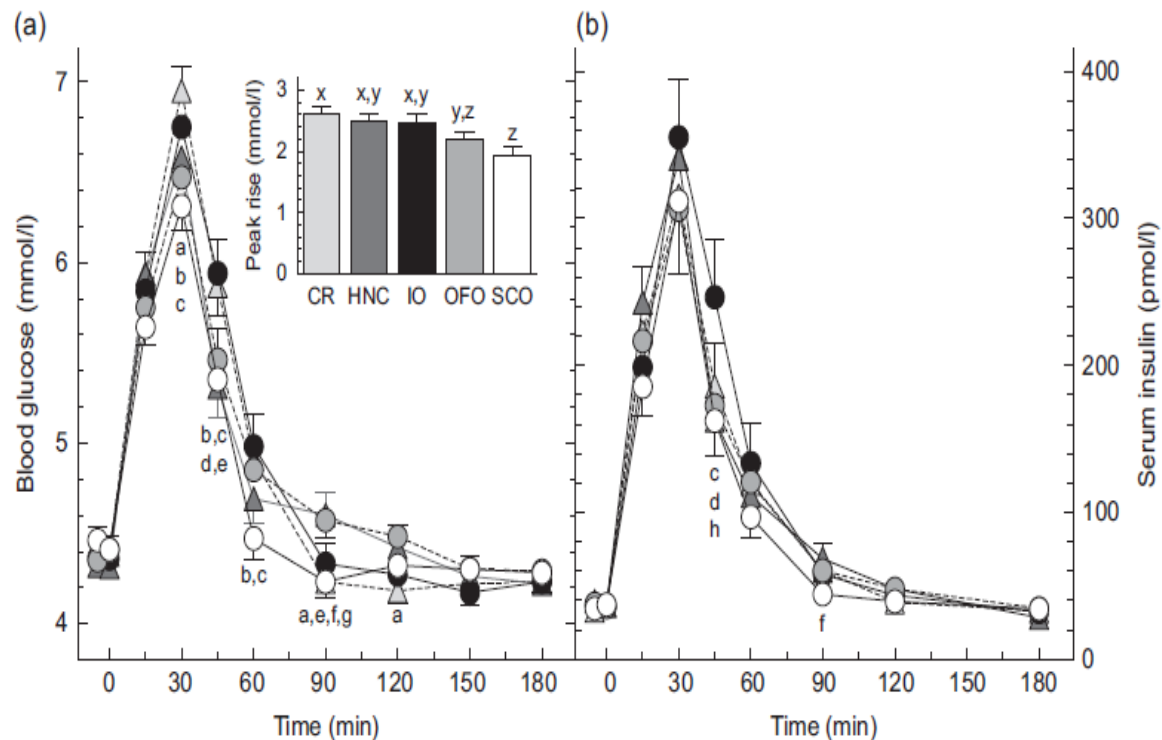 (a)
Blood glucose (mmol/l)
7
6
5
4
Peak rise (mmol/l)
3
2
1
0
x
x,y
x,y
y,z
z
CR HNC IO OFO SCO
a
b
c
b,c
d,e
b,c
a,e,f,g
a
0 30 60 90 120 150 180
Time (min)
(b)
400
300
200
100
0
Serum insulin (pmol/l)
c
d
h
f
0 30 60 90 120 150 180
Time (min)